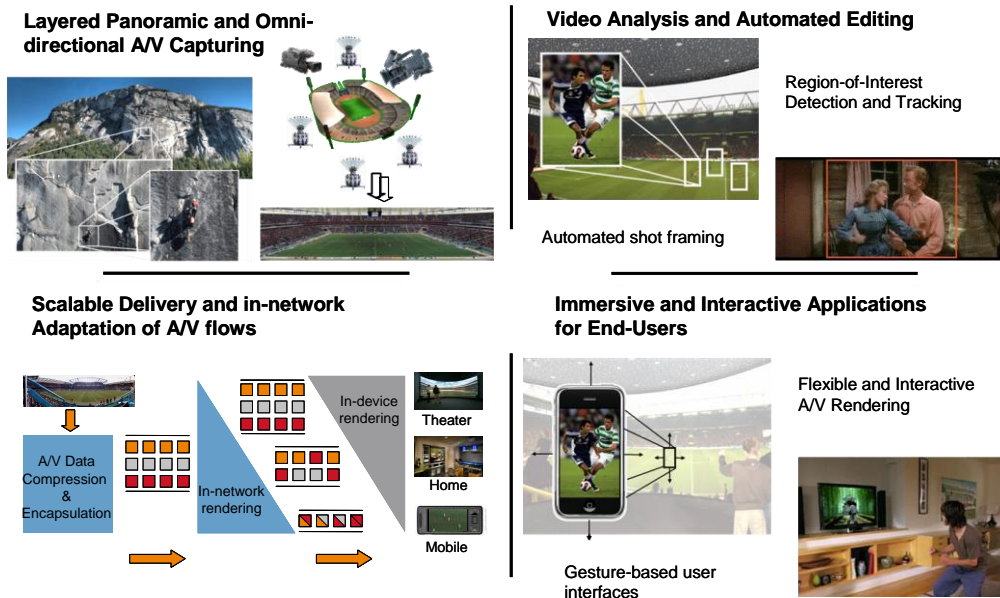 Layered Panoramic and Omni-
directional A/V Capturing
Video Analysis and Automated Editing
Region-of-Interest
Detection and Tracking
Automated shot framing
Scalable Delivery and in-network
Adaptation of A/V flows
A/V Data
Compression
&
Encapsulation
In-network
rendering
In-device
rendering
Theater
Home
Mobile
Immersive and Interactive Applications
for End-Users
Flexible and Interactive
A/V Rendering
Gesture-based user
interfaces